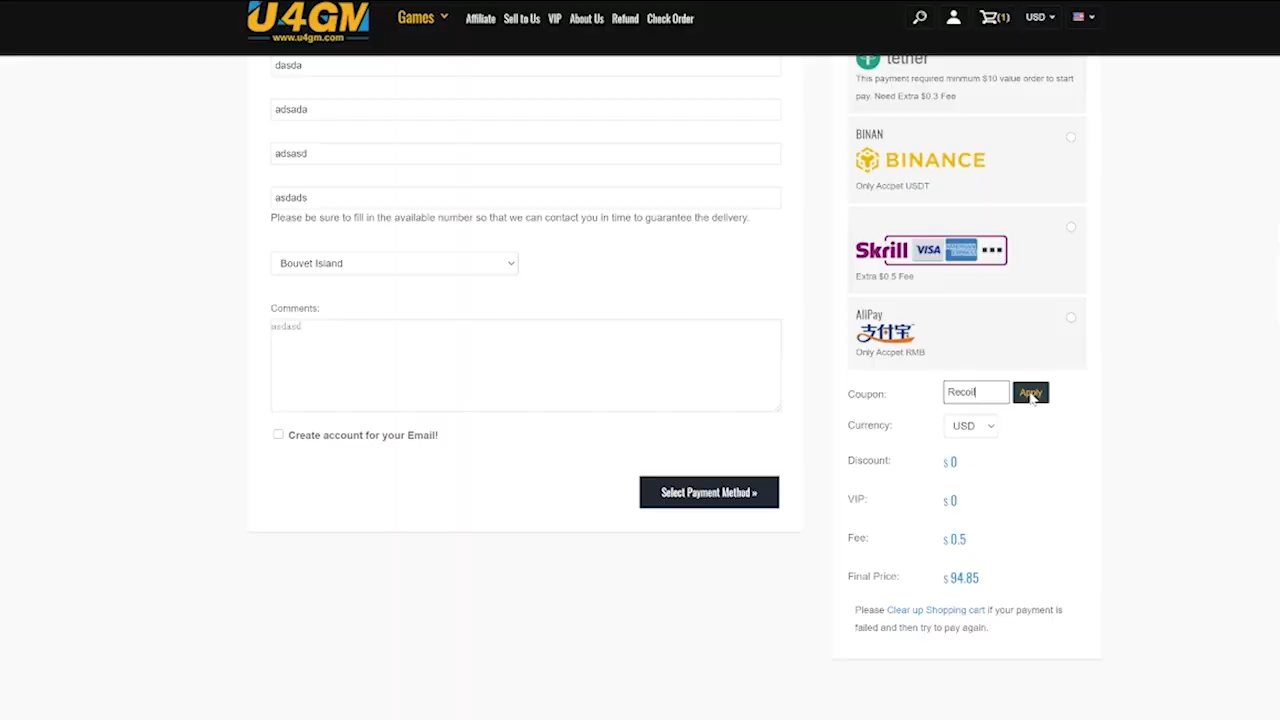 U4GM
www.u4gm.com
Games
Affiliate
Sell to Us
VIP
About Us
Refund
Check Order
(1)
USD
dasda
adsada
adsasd
asdads
Please be sure to fill in the available number so that we can contact you in time to guarantee the delivery.
Bouvet Island
Comments:
asdasd
Create account for your Email!
Select Payment Method »
tether
This payment required minimum $10 value order to start
pay. Need Extra $0.3 Fee
BINAN
BINANCE
Only Accpet USDT
Skrill VISA
Extra $0.5 Fee
AliPay
支付宝
Only Accpet RMB
Coupon: Recoil Apply
Currency: USD
Discount: $ 0
VIP: $ 0
Fee: $ 0.5
Final Price: $ 94.85
Please Clear up Shopping cart if your payment is
failed and then try to pay again.